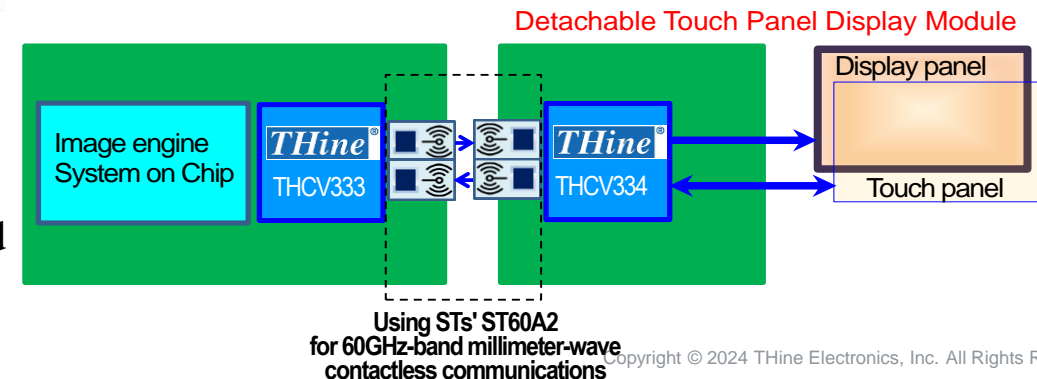 Detachable Touch Panel Display Module
Image engine
System on Chip
THine®
THCV333
THine®
THCV334
Display panel
Touch panel
Using STs' ST60A2
for 60GHz-band millimeter-wave
contactless communications
Copyright © 2024 THine Electronics, Inc. All Rights R